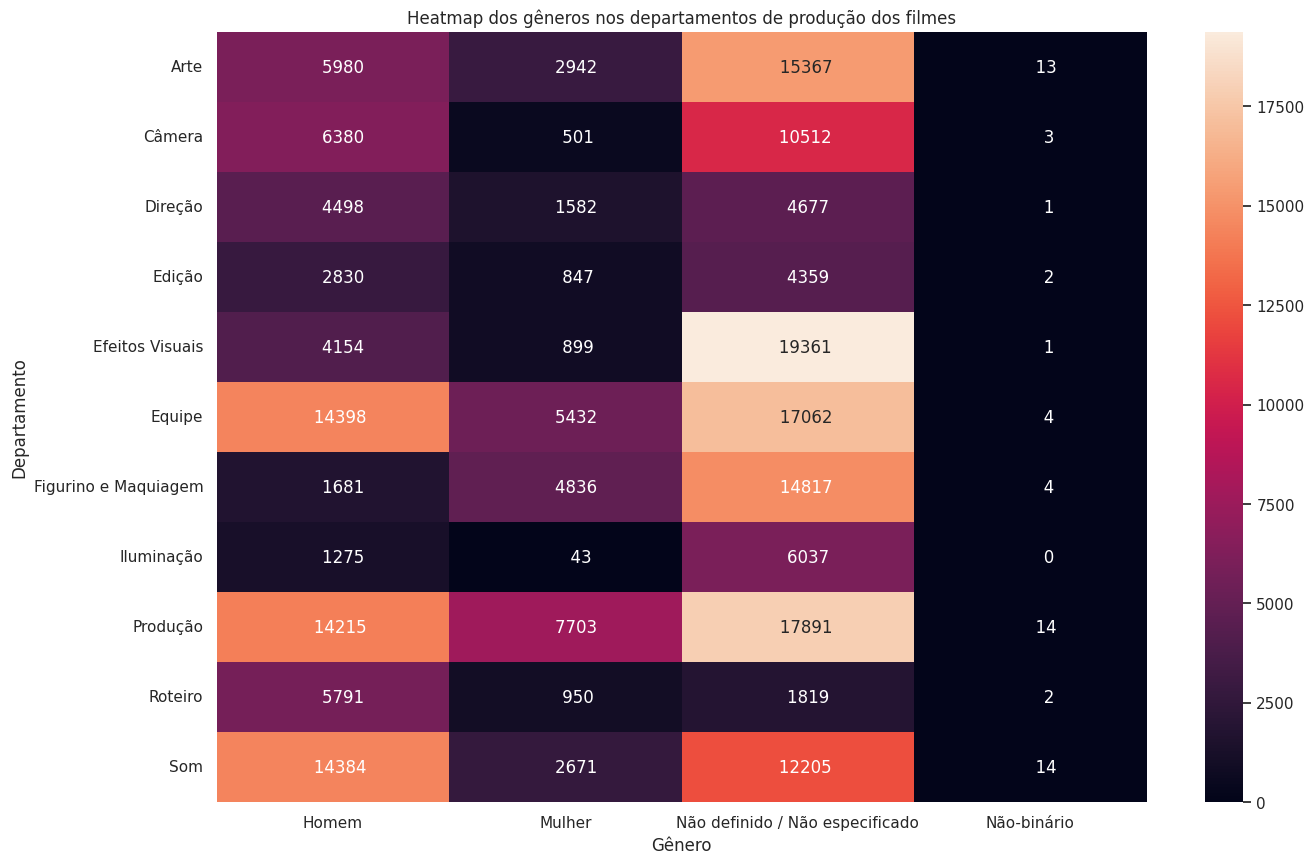 Heatmap dos gêneros nos departamentos de produção dos filmes
Arte 5980 2942 15367 13
Câmera 6380 501 10512 3
Direção 4498 1582 4677 1
Edição 2830 847 4359 2
Efeitos Visuais 4154 899 19361 1
Equipe 14398 5432 17062 4
Figurino e Maquiagem 1681 4836 14817 4
Iluminação 1275 43 6037 0
Produção 14215 7703 17891 14
Roteiro 5791 950 1819 2
Som 14384 2671 12205 14
Homem Mulher Não definido / Não especificado Não-binário
Gênero
Departamento
17500
15000
12500
10000
7500
5000
2500
0